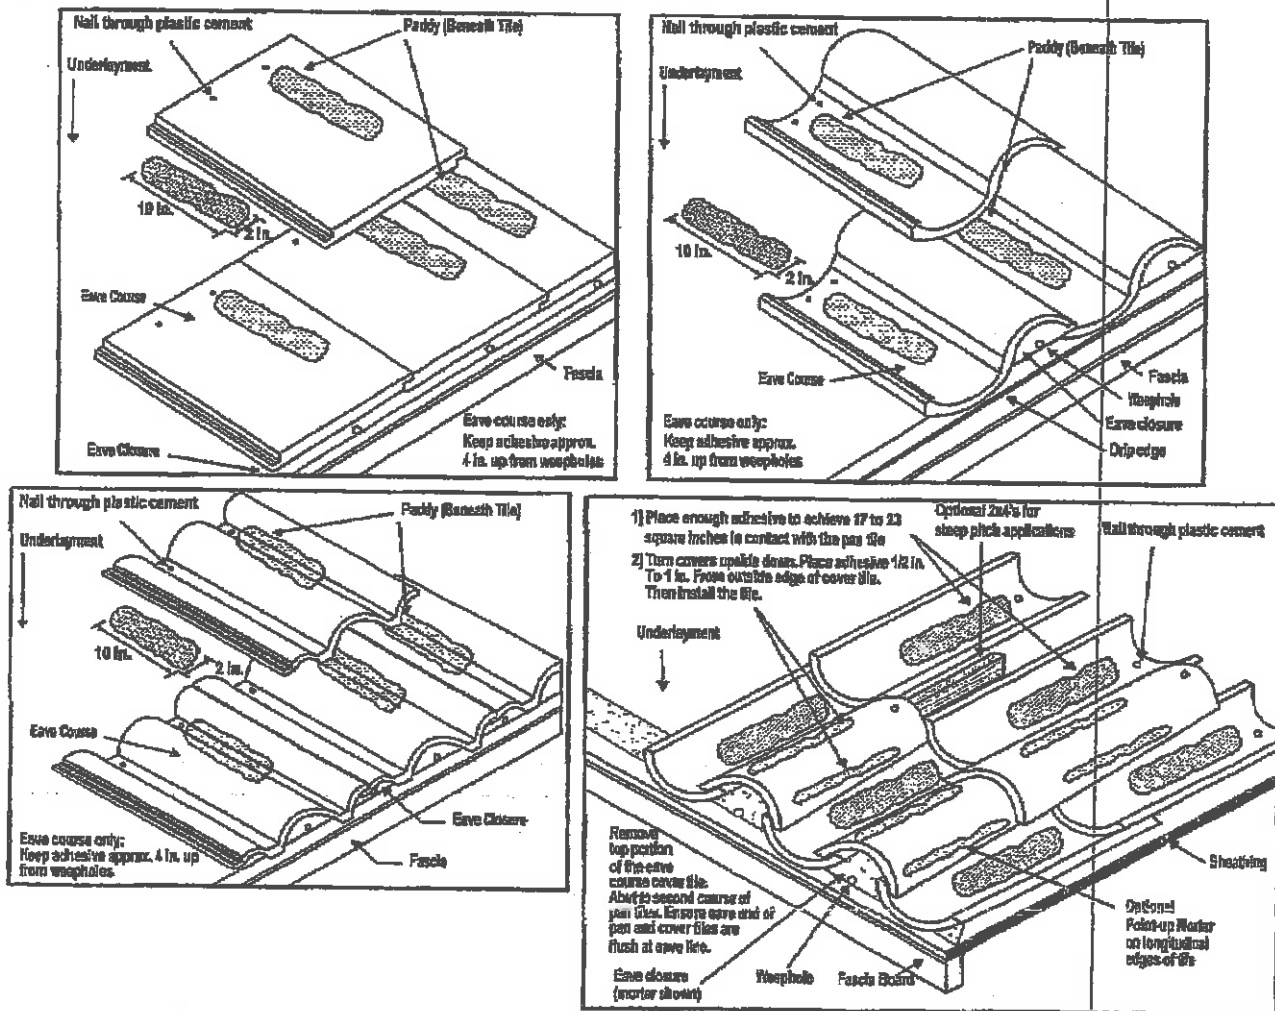 Nail through plastic cement
Paddy (Beneath Tile)
Underlayment
10 in.
2 in.
Eave Course
Fascia
Eave course only:
Keep adhesive approx.
4 in. up from weepholes
Eave Closure
Nail through plastic cement
Paddy (Beneath Tile)
Underlayment
10 in.
2 in.
Eave Course
Fascia
Weephole
Eave closure
Drip edge
Eave course only:
Keep adhesive approx.
4 in. up from weepholes
Nail through plastic cement
Paddy (Beneath Tile)
Underlayment
10 in.
2 in.
Eave Course
Eave Closure
Fascia
Eave course only:
Keep adhesive approx. 4 in. up
from weepholes.
1) Place enough adhesive to achieve 17 to 23
square inches in contact with the pan tile
2) Turn covers upside down. Place adhesive 1/2 in.
To 1 in. From outside edge of cover tile.
Then install the tile.
Optional 2x4's for
steep pitch applications
Nail through plastic cement
Underlayment
Remove
top portion
of the eave
course cover tile.
Abut to second course of
pan tiles. Ensure eave end of
pan and cover tiles are
flush at eave line.
Eave closure
(mortar shown)
Weephole
Fascia Board
Sheathing
Optional
Point-up Mortar
on longitudinal
edges of tile